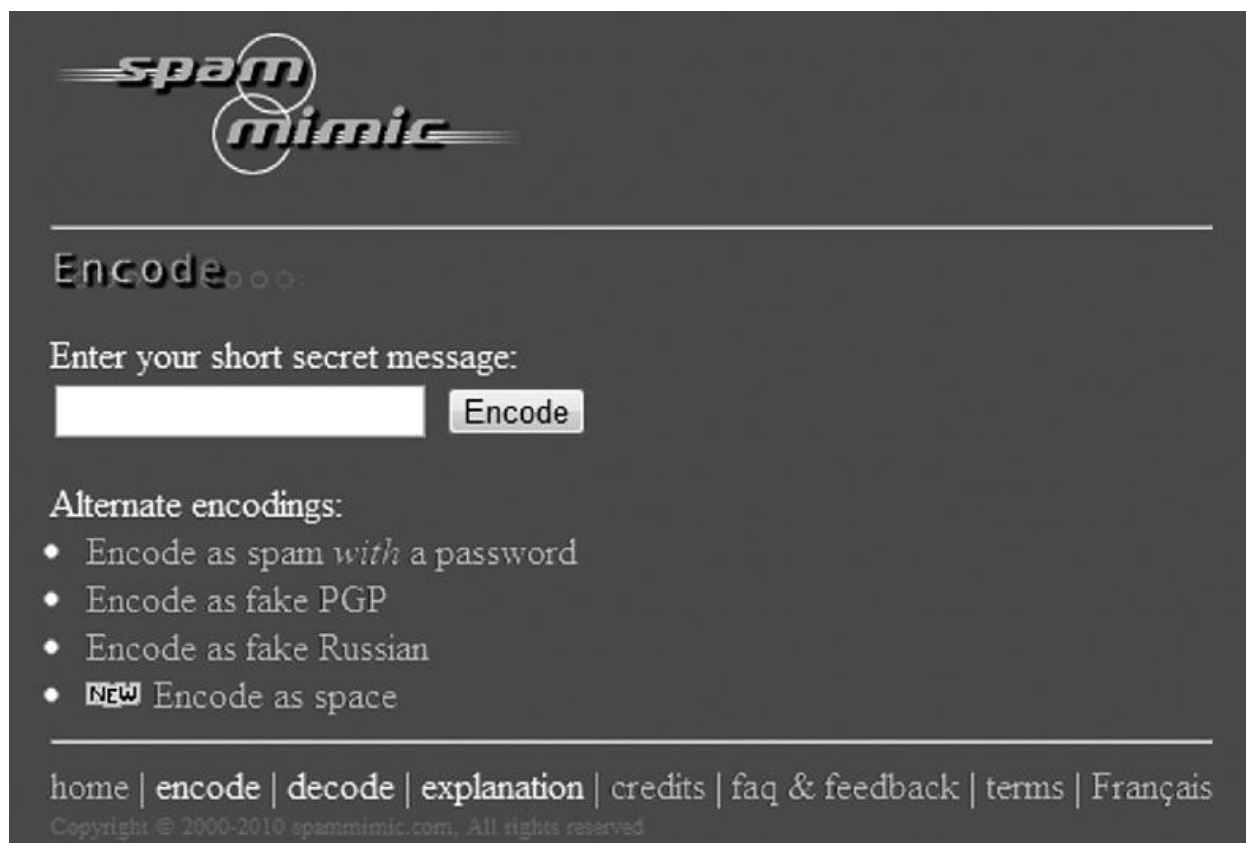 spam
mimic
Encode
Enter your short secret message:
Encode
Alternate encodings:
• Encode as spam with a password
• Encode as fake PGP
• Encode as fake Russian
• NEW Encode as space
home | encode | decode | explanation | credits | faq & feedback | terms | Français
Copyright © 2000-2010 spammimic.com, All rights reserved